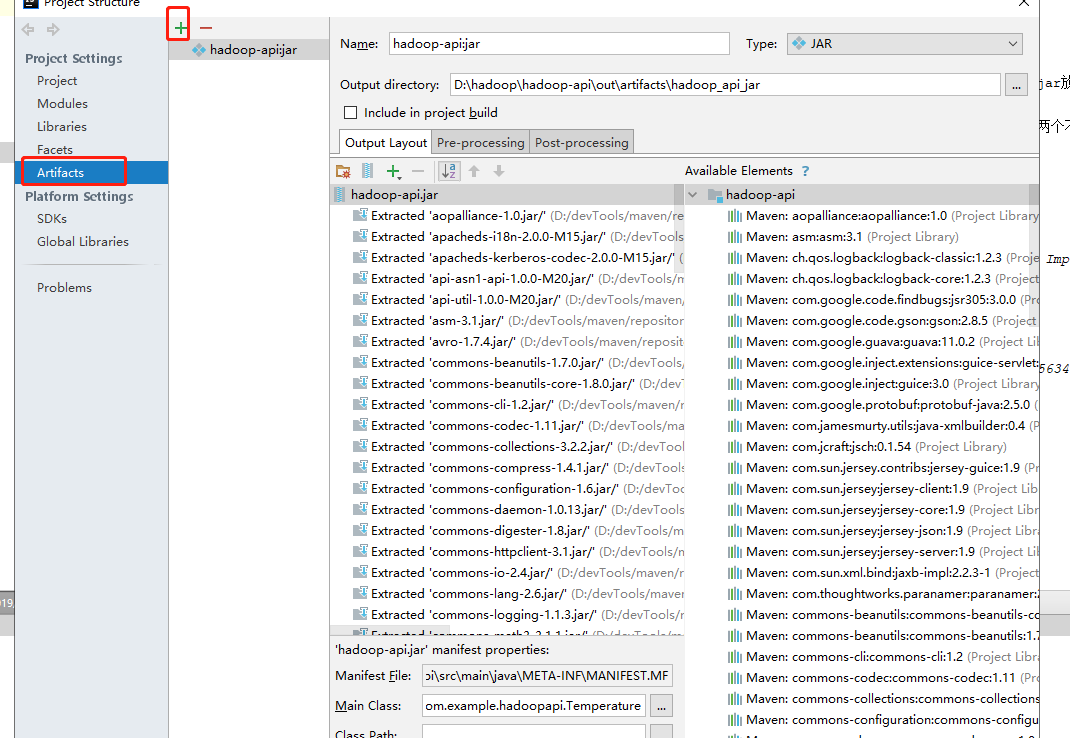 Project Structure
+ −
hadoop-api:jar
Project Settings
Project
Modules
Libraries
Facets
Artifacts
Platform Settings
SDKs
Global Libraries
Problems
Name: hadoop-api:jar Type: JAR
Output directory: D:\hadoop\hadoop-api\out\artifacts\hadoop_api_jar ...
Include in project build
Output Layout Pre-processing Post-processing
Available Elements ?
hadoop-api.jar
Extracted 'aopalliance-1.0.jar/' (D:/devTools/maven/re
Extracted 'apacheds-i18n-2.0.0-M15.jar/' (D:/devTools
Extracted 'apacheds-kerberos-codec-2.0.0-M15.jar/' (
Extracted 'api-asn1-api-1.0.0-M20.jar/' (D:/devTools/
Extracted 'api-util-1.0.0-M20.jar/' (D:/devTools/maven/
Extracted 'asm-3.1.jar/' (D:/devTools/maven/repositor
Extracted 'avro-1.7.4.jar/' (D:/devTools/maven/reposit
Extracted 'commons-beanutils-1.7.0.jar/' (D:/devTools
Extracted 'commons-beanutils-core-1.8.0.jar/' (D:/dev
Extracted 'commons-cli-1.2.jar/' (D:/devTools/maven/r
Extracted 'commons-codec-1.11.jar/' (D:/devTools/m
Extracted 'commons-collections-3.2.2.jar/' (D:/devToo
Extracted 'commons-compress-1.4.1.jar/' (D:/devTools
Extracted 'commons-configuration-1.6.jar/' (D:/devToo
Extracted 'commons-daemon-1.0.13.jar/' (D:/devTools
Extracted 'commons-digester-1.8.jar/' (D:/devTools/m
Extracted 'commons-httpclient-3.1.jar/' (D:/devTools/
Extracted 'commons-io-2.4.jar/' (D:/devTools/maven/r
Extracted 'commons-lang-2.6.jar/' (D:/devTools/maven
Extracted 'commons-logging-1.1.3.jar/' (D:/devTools/
Extracted 'commons-math3-3.1.1.jar/' (D:/devTools/m
hadoop-api
Maven: aopalliance:aopalliance:1.0 (Project Library
Maven: asm:asm:3.1 (Project Library)
Maven: ch.qos.logback:logback-classic:1.2.3 (Proje
Maven: ch.qos.logback:logback-core:1.2.3 (Project
Maven: com.google.code.findbugs:jsr305:3.0.0 (Pro
Maven: com.google.code.gson:gson:2.8.5 (Project
Maven: com.google.guava:guava:11.0.2 (Project Li
Maven: com.google.inject.extensions:guice-servlet:
Maven: com.google.inject:guice:3.0 (Project Library
Maven: com.google.protobuf:protobuf-java:2.5.0 (
Maven: com.jamesmurty.utils:java-xmlbuilder:0.4 (P
Maven: com.jcraft:jsch:0.1.54 (Project Library)
Maven: com.sun.jersey.contribs:jersey-guice:1.9 (Pr
Maven: com.sun.jersey:jersey-client:1.9 (Project Lib
Maven: com.sun.jersey:jersey-core:1.9 (Project Libr
Maven: com.sun.jersey:jersey-json:1.9 (Project Libra
Maven: com.sun.jersey:jersey-server:1.9 (Project Li
Maven: com.sun.xml.bind:jaxb-impl:2.2.3-1 (Project
Maven: com.thoughtworks.paranamer:paranamer:2
Maven: commons-beanutils:commons-beanutils-co
Maven: commons-beanutils:commons-beanutils:1.7
Maven: commons-cli:commons-cli:1.2 (Project Libra
Maven: commons-codec:commons-codec:1.11 (Pro
Maven: commons-collections:commons-collections
Maven: commons-configuration:commons-configu
'hadoop-api.jar' manifest properties:
Manifest File: pi\src\main\java\META-INF\MANIFEST.MF
Main Class: om.example.hadoopapi.Temperature ...
Class Path:
jar放
两个不
Imp
5634
019,